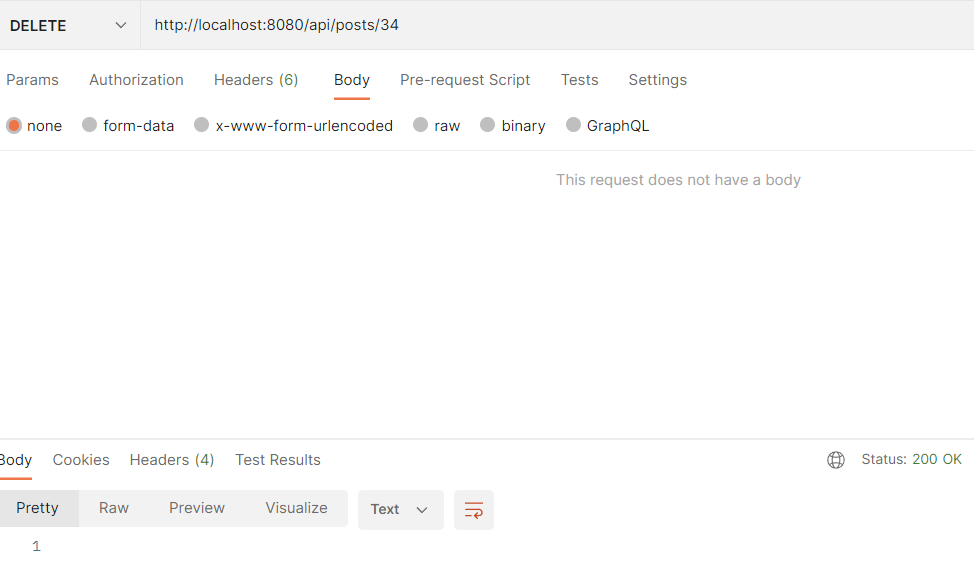 DELETE http://localhost:8080/api/posts/34
Params Authorization Headers (6) Body Pre-request Script Tests Settings
none form-data x-www-form-urlencoded raw binary GraphQL
This request does not have a body
Body Cookies Headers (4) Test Results Status: 200 OK
Pretty Raw Preview Visualize Text
1